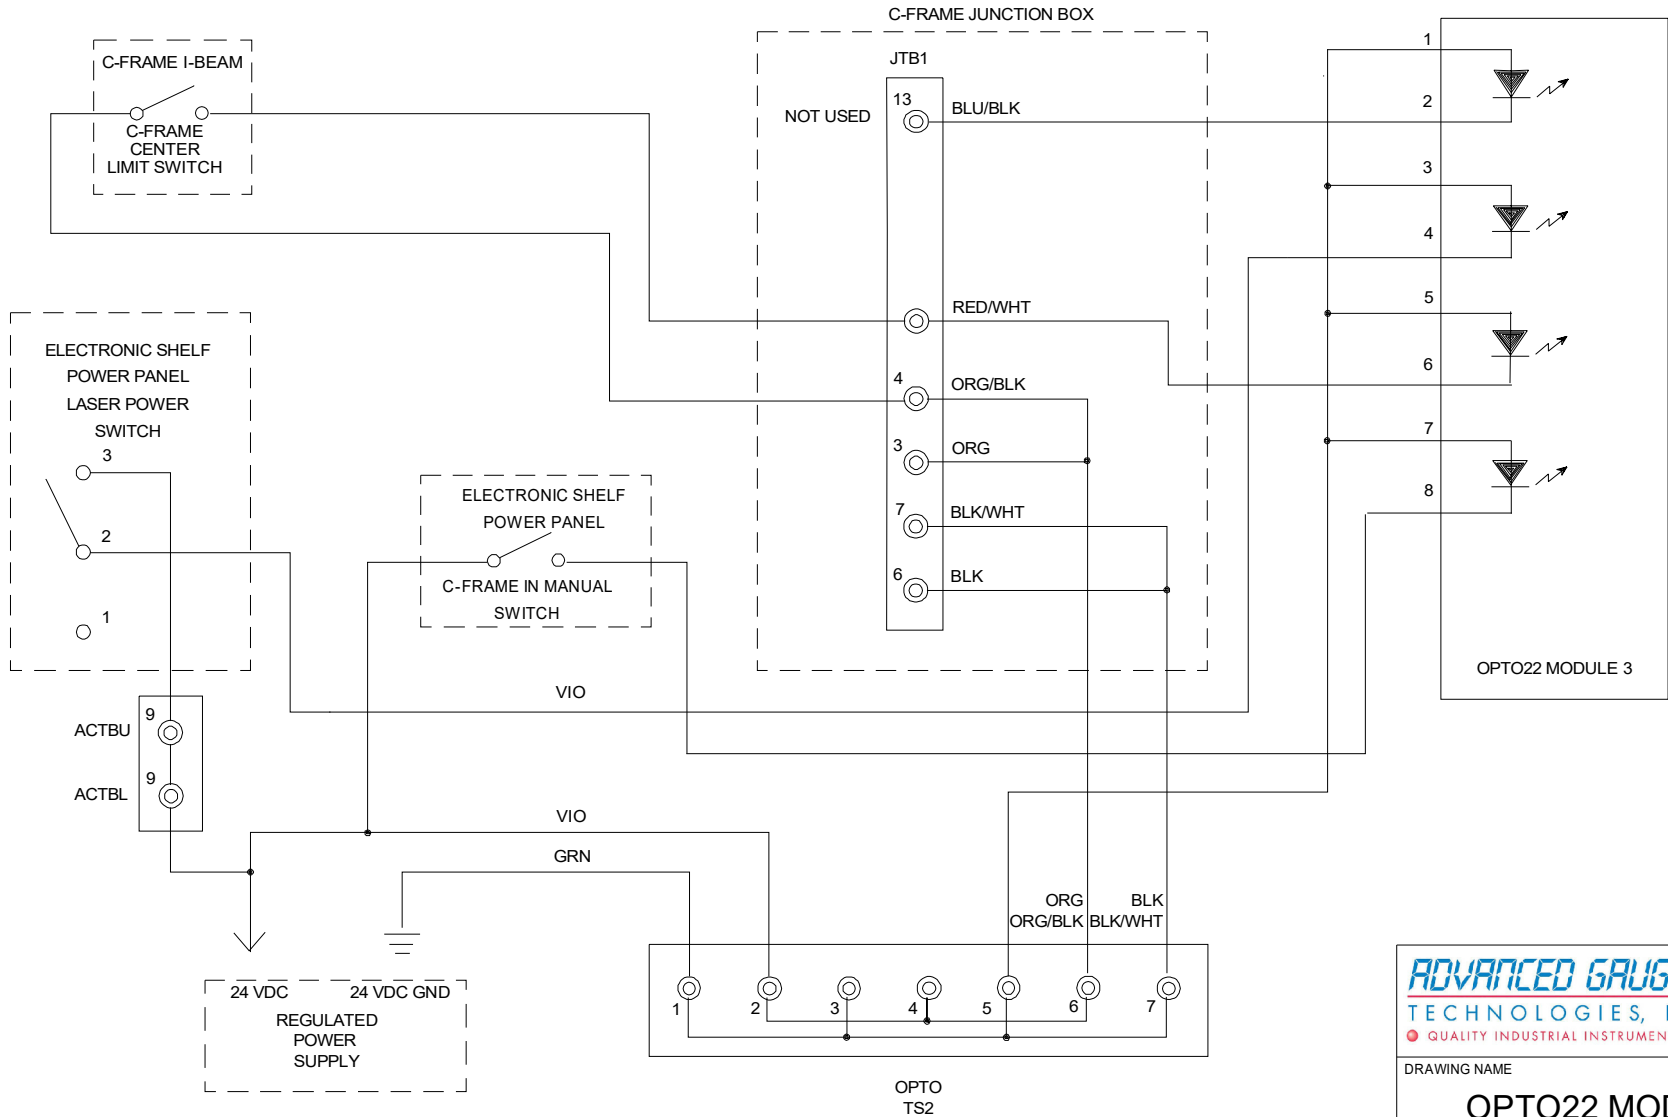 C-FRAME JUNCTION BOX
C-FRAME I-BEAM
C-FRAME
CENTER
LIMIT SWITCH
JTB1
NOT USED
13
BLU/BLK
RED/WHT
4
ORG/BLK
3
ORG
7
BLK/WHT
6
BLK
1
2
3
4
5
6
7
8
OPTO22 MODULE 3
ELECTRONIC SHELF
POWER PANEL
LASER POWER
SWITCH
3
2
1
ELECTRONIC SHELF
POWER PANEL
C-FRAME IN MANUAL
SWITCH
VIO
ACTBU
9
ACTBL
9
VIO
GRN
ORG
ORG/BLK
BLK
BLK/WHT
24 VDC
24 VDC GND
REGULATED
POWER
SUPPLY
1
2
3
4
5
6
7
OPTO
TS2
ADVANCED GAUG
TECHNOLOGIES,
QUALITY INDUSTRIAL INSTRUMEN
DRAWING NAME
OPTO22 MOD